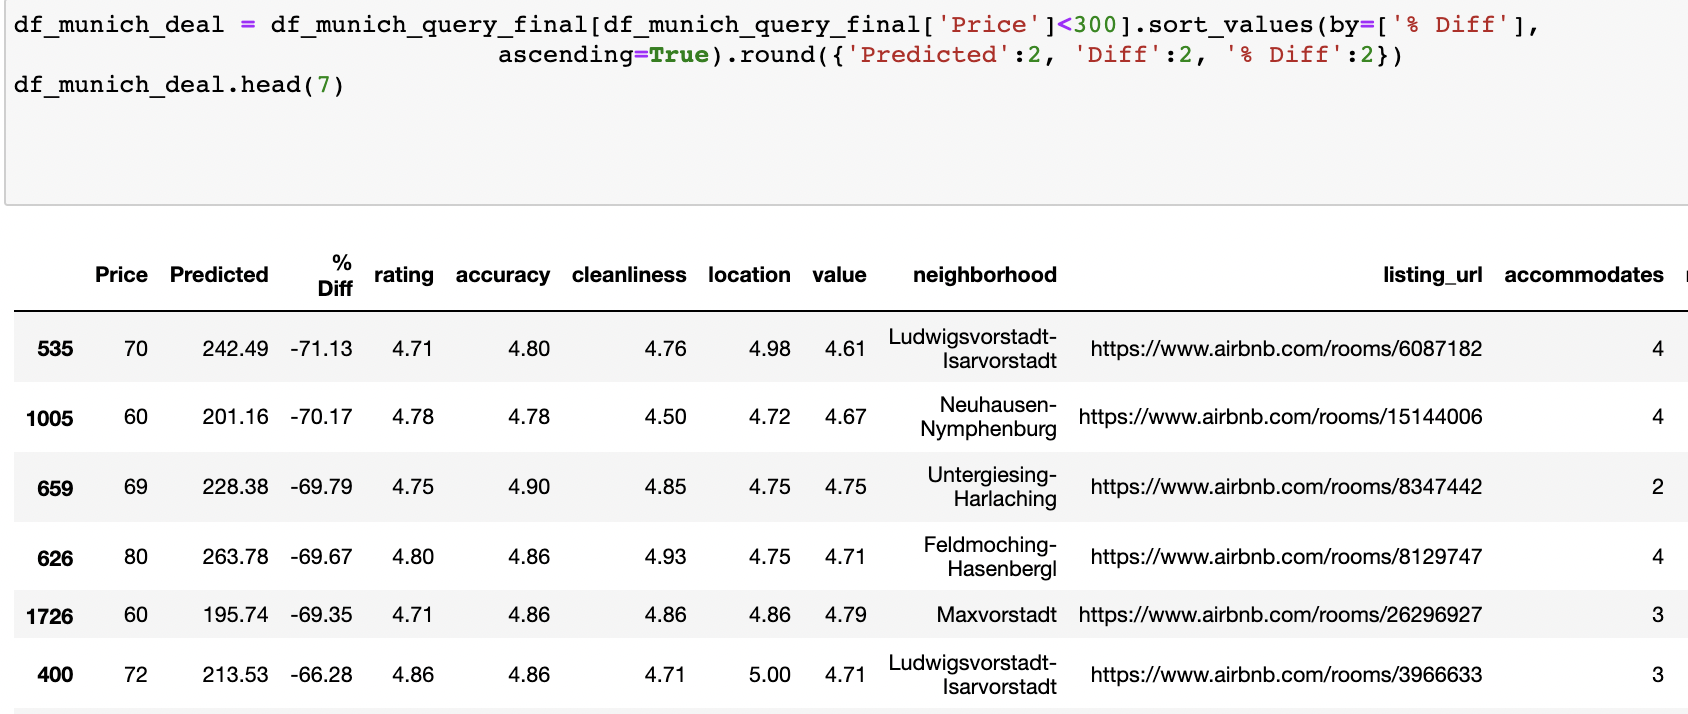 df_munich_deal = df_munich_query_final[df_munich_query_final['Price']<300].sort_values(by=['% Diff'],
ascending=True).round({'Predicted':2, 'Diff':2, '% Diff':2})
df_munich_deal.head(7)
Price Predicted % Diff rating accuracy cleanliness location value neighborhood listing_url accommodates
535 70 242.49 -71.13 4.71 4.80 4.76 4.98 4.61 Ludwigsvorstadt-Isarvorstadt https://www.airbnb.com/rooms/6087182 4
1005 60 201.16 -70.17 4.78 4.78 4.50 4.72 4.67 Neuhausen-Nymphenburg https://www.airbnb.com/rooms/15144006 4
659 69 228.38 -69.79 4.75 4.90 4.85 4.75 4.75 Untergiesing-Harlaching https://www.airbnb.com/rooms/8347442 2
626 80 263.78 -69.67 4.80 4.86 4.93 4.75 4.71 Feldmoching-Hasenbergl https://www.airbnb.com/rooms/8129747 4
1726 60 195.74 -69.35 4.71 4.86 4.86 4.86 4.79 Maxvorstadt https://www.airbnb.com/rooms/26296927 3
400 72 213.53 -66.28 4.86 4.86 4.71 5.00 4.71 Ludwigsvorstadt-Isarvorstadt https://www.airbnb.com/rooms/3966633 3